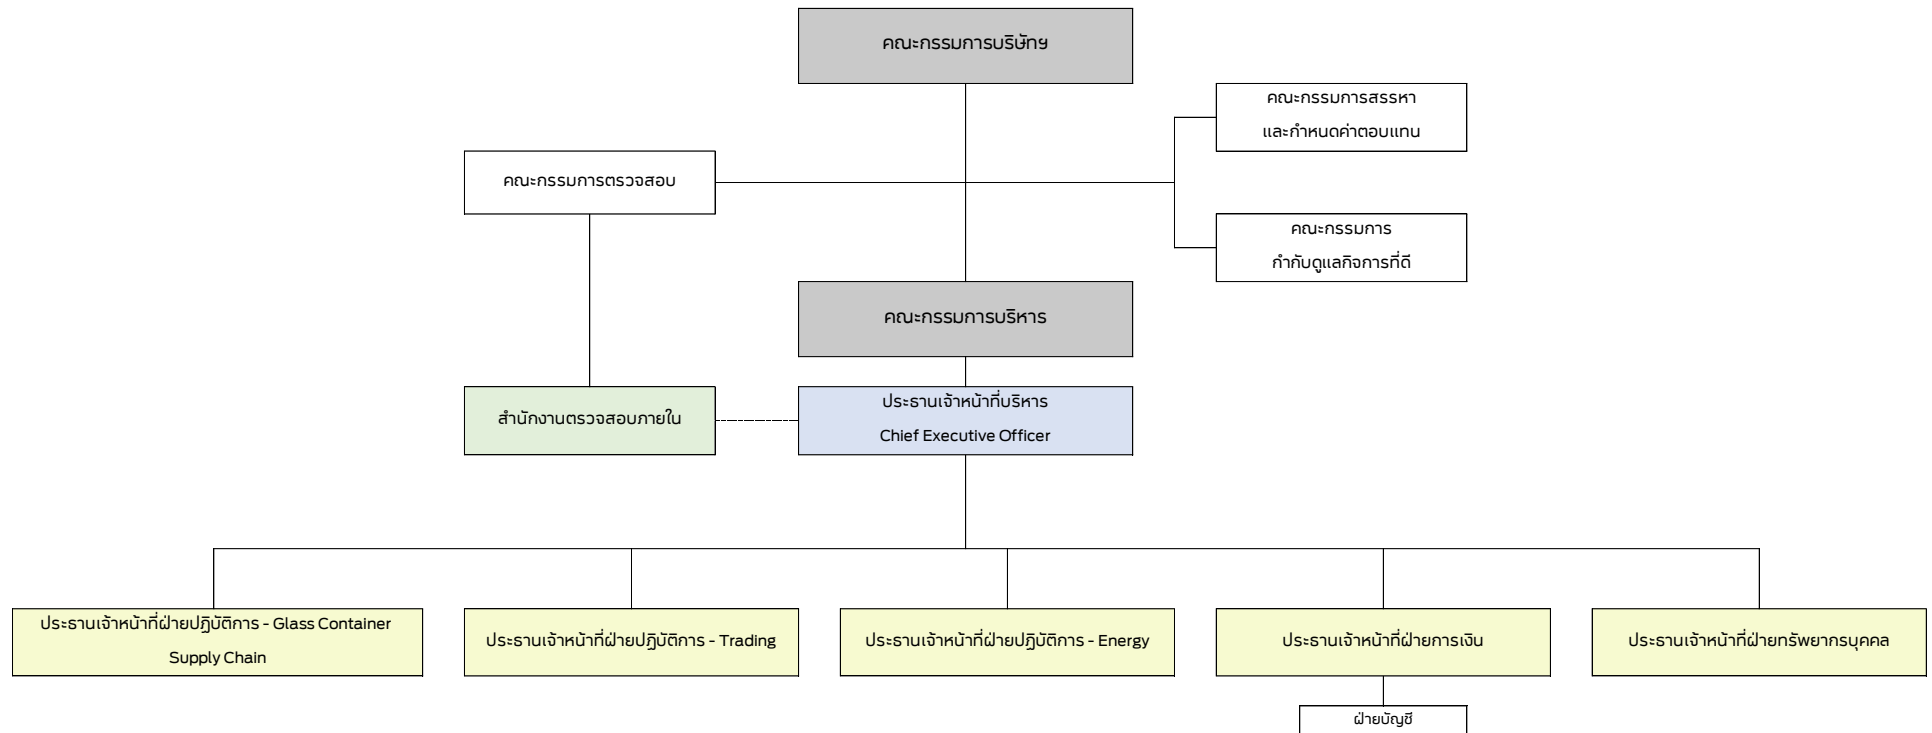 คณะกรรมการบริษัทฯ
คณะกรรมการสรรหา
และกำหนดค่าตอบแทน
คณะกรรมการตรวจสอบ
คณะกรรมการ
กำกับดูแลกิจการที่ดี
คณะกรรมการบริหาร
สำนักงานตรวจสอบภายใน
ประธานเจ้าหน้าที่บริหาร
Chief Executive Officer
ประธานเจ้าหน้าที่ฝ่ายปฏิบัติการ - Glass Container
Supply Chain
ประธานเจ้าหน้าที่ฝ่ายปฏิบัติการ - Trading
ประธานเจ้าหน้าที่ฝ่ายปฏิบัติการ - Energy
ประธานเจ้าหน้าที่ฝ่ายการเงิน
ประธานเจ้าหน้าที่ฝ่ายทรัพยากรบุคคล
ฝ่ายบัญชี